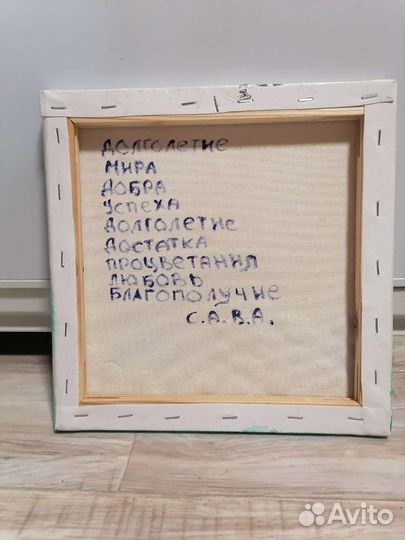 ДОЛГОЛЕТИЕ
МИРА
ДОБРА
УСПЕХА
ДОЛГОЛЕТИЕ
ДОСТАТКА
ПРОЦВЕТАНИЯ
ЛЮБОВЬ
БЛАГОПОЛУЧИЕ
С.А.В.А.
Avito